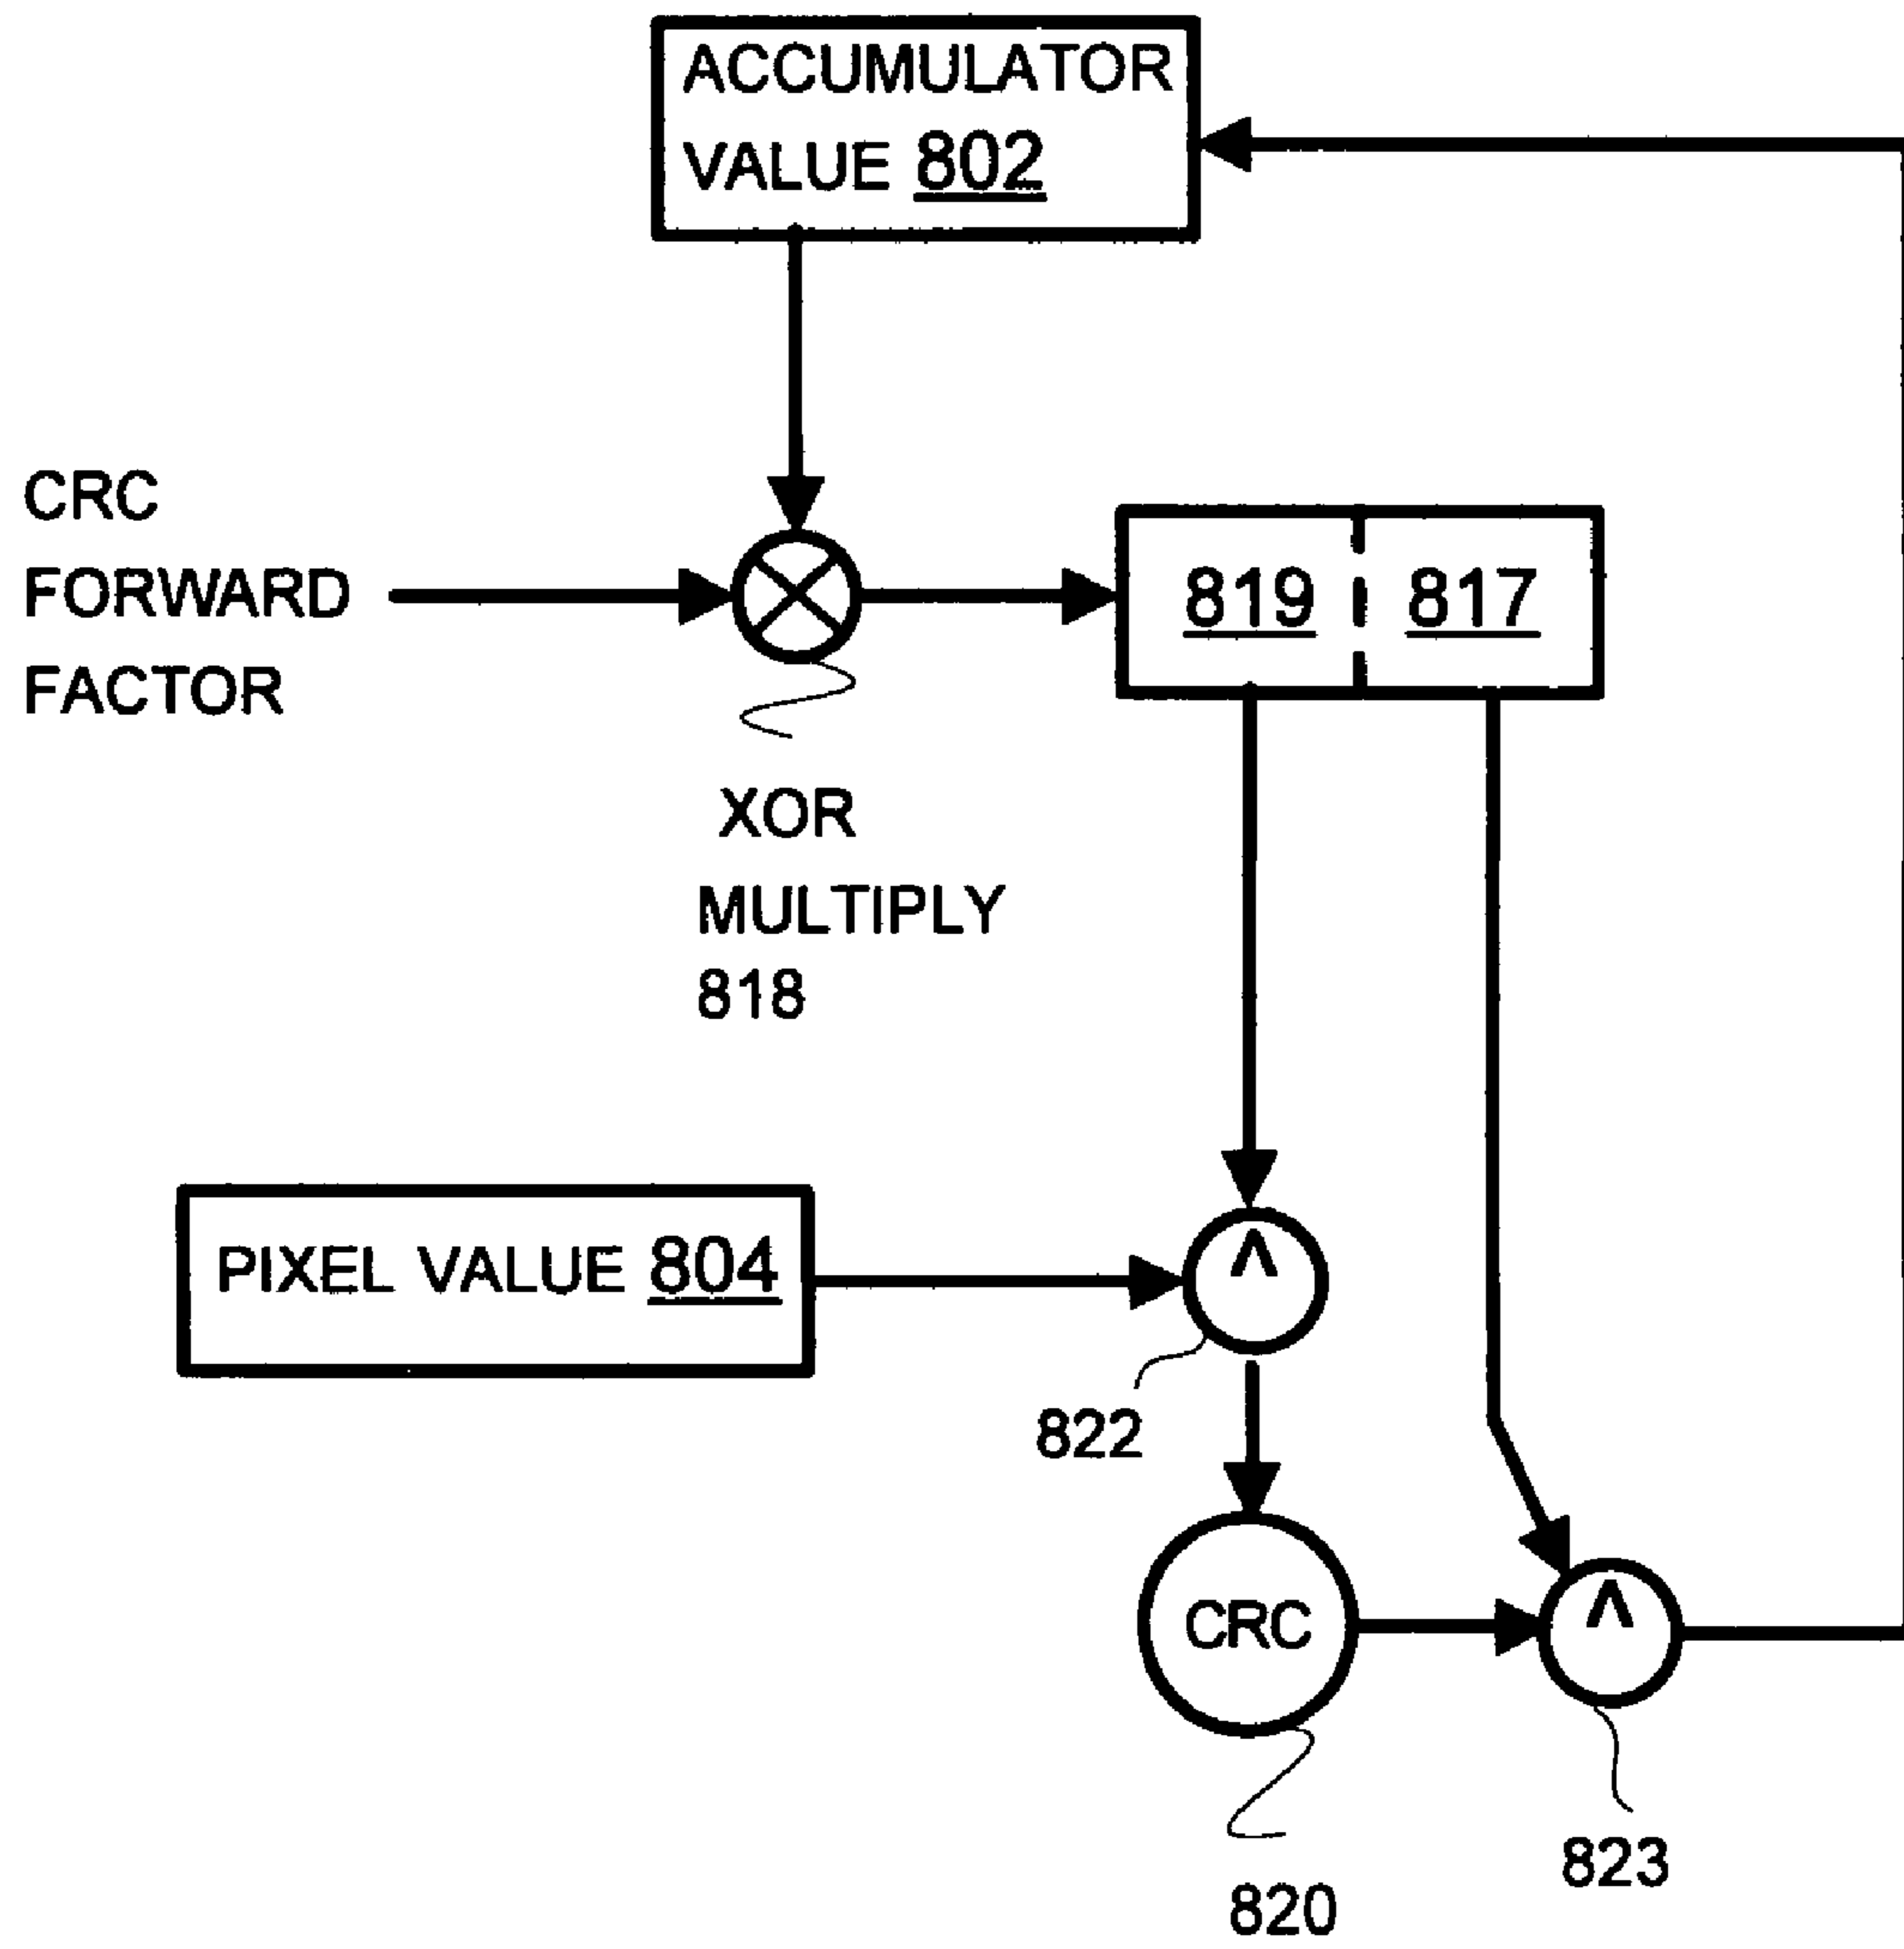 ACCUMULATOR
VALUE 802
CRC
FORWARD
FACTOR
819 817
XOR
MULTIPLY
818
PIXEL VALUE 804
^
822
CRC
^
823
820